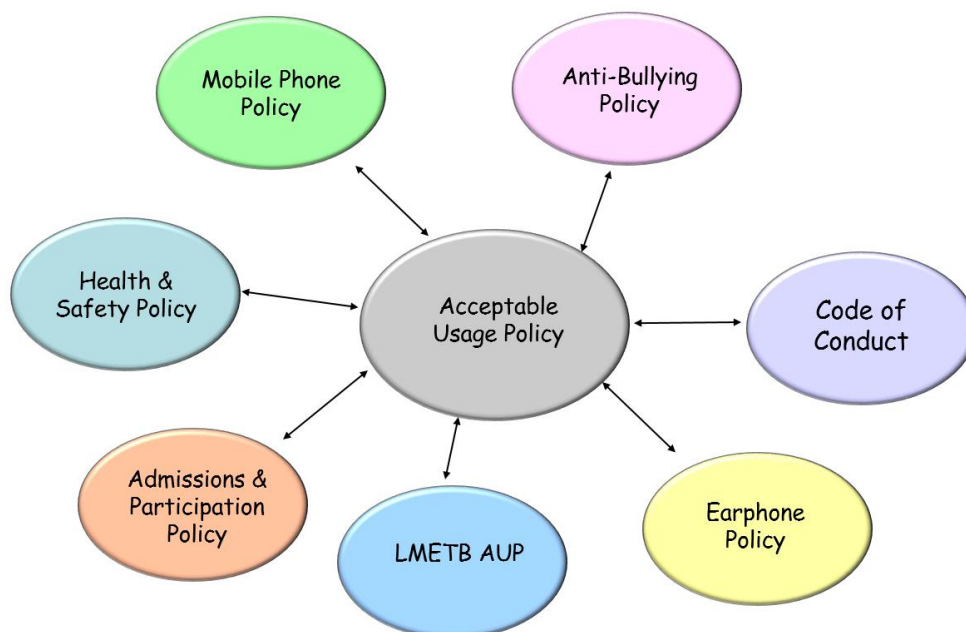 Mobile Phone
Policy
Anti-Bullying
Policy
Health &
Safety Policy
Acceptable
Usage Policy
Code of
Conduct
Admissions &
Participation
Policy
LMETB AUP
Earphone
Policy